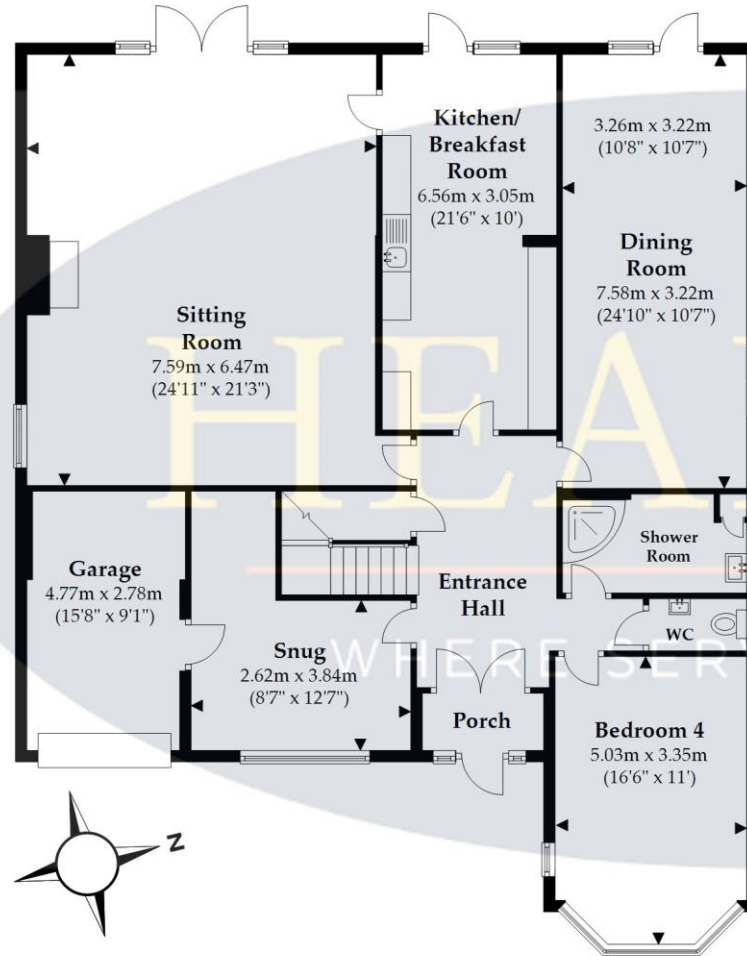 Kitchen/
Breakfast
Room
6.56m x 3.05m
(21'6" x 10')
3.26m x 3.22m
(10'8" x 10'7")
Dining
Room
7.58m x 3.22m
(24'10" x 10'7")
Sitting
Room
7.59m x 6.47m
(24'11" x 21'3")
HEA
Garage
4.77m x 2.78m
(15'8" x 9'1")
Shower
Room
Entrance
Hall
WC
Snug
2.62m x 3.84m
(8'7" x 12'7")
WHERE SER
Porch
Bedroom 4
5.03m x 3.35m
(16'6" x 11')
N